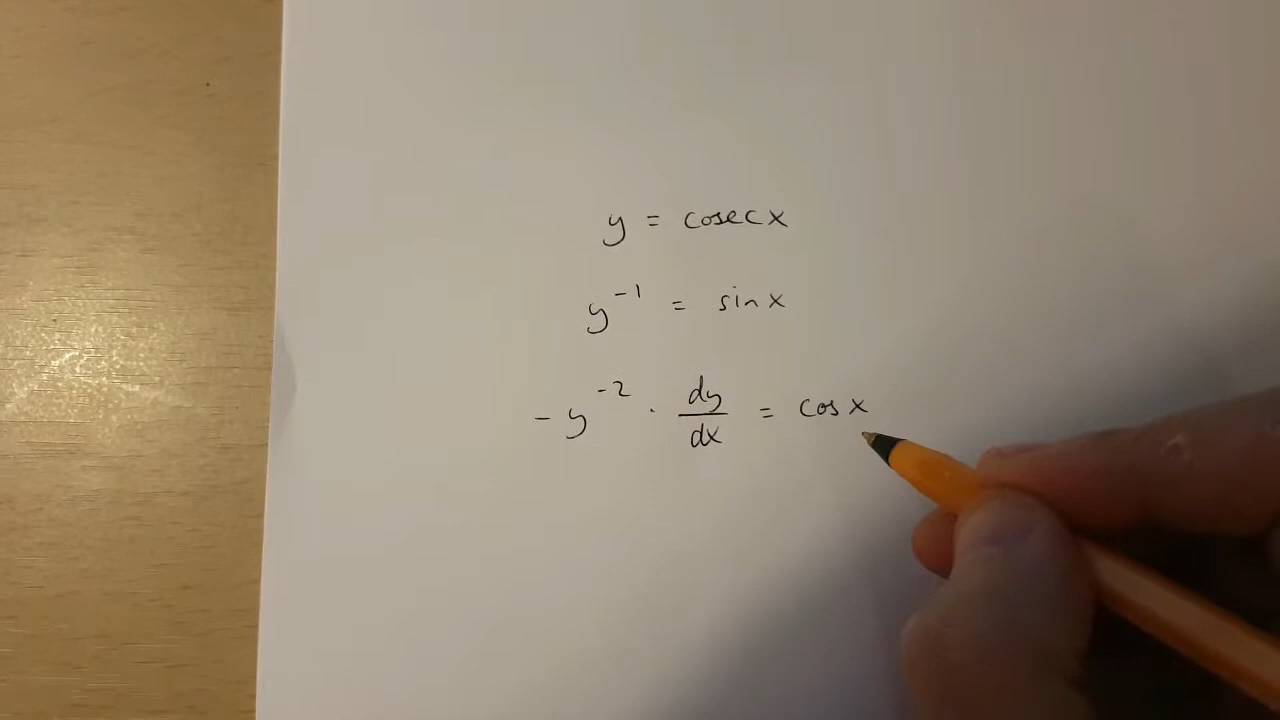 y = cosec x
y⁻¹ = sin x
-y⁻² · dy/dx = cos x